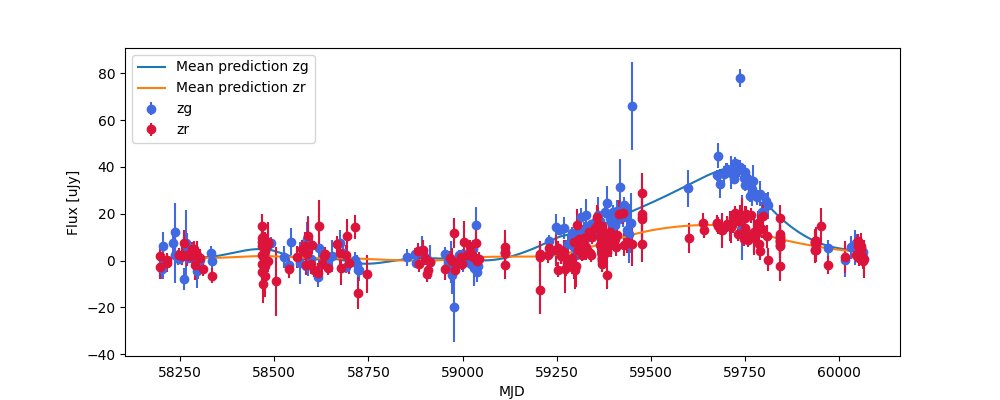 Mean prediction zg
Mean prediction zr
zg
zr
80
60
40
20
0
−20
−40
Flux [uJy]
58250
58500
58750
59000
59250
59500
59750
60000
MJD